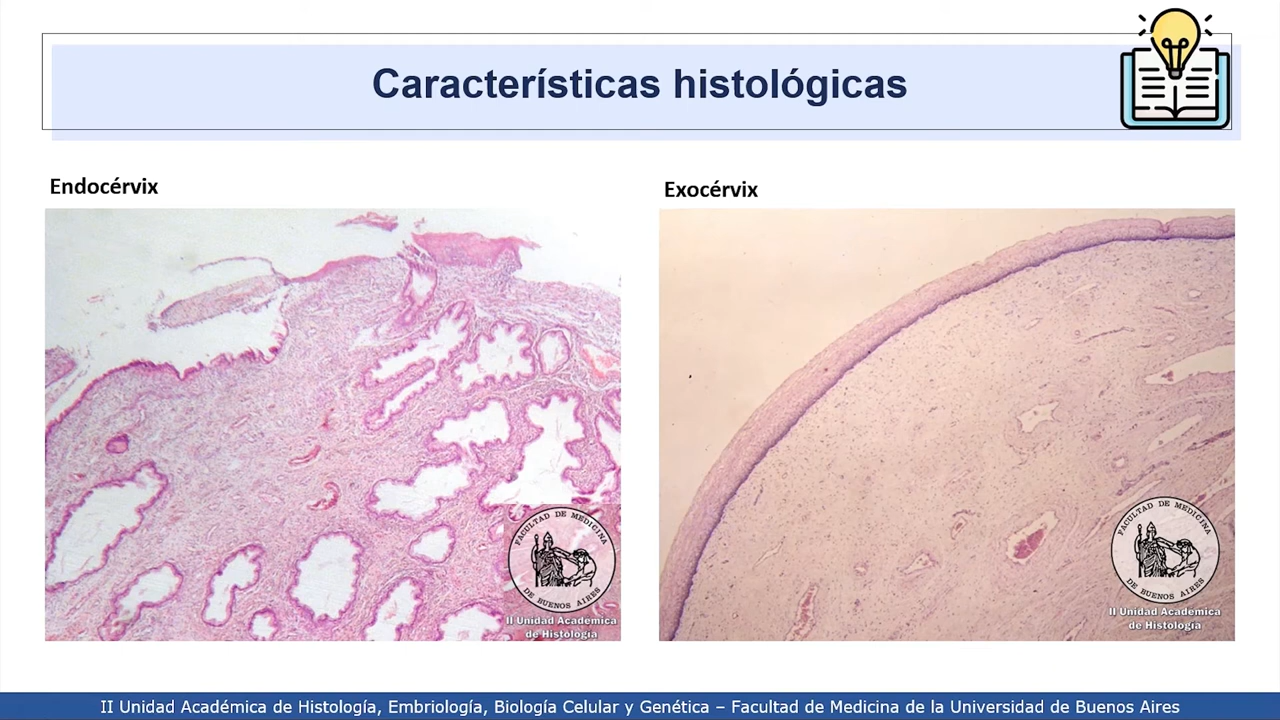 Características histológicas
Endocérvix
Exocérvix
FACULTAD DE MEDICINA
DE BUENOS AIRES
II Unidad Academica
de Histología
FACULTAD DE MEDICINA
DE BUENOS AIRES
II Unidad Academica
de Histología
II Unidad Académica de Histología, Embriología, Biología Celular y Genética – Facultad de Medicina de la Universidad de Buenos Aires